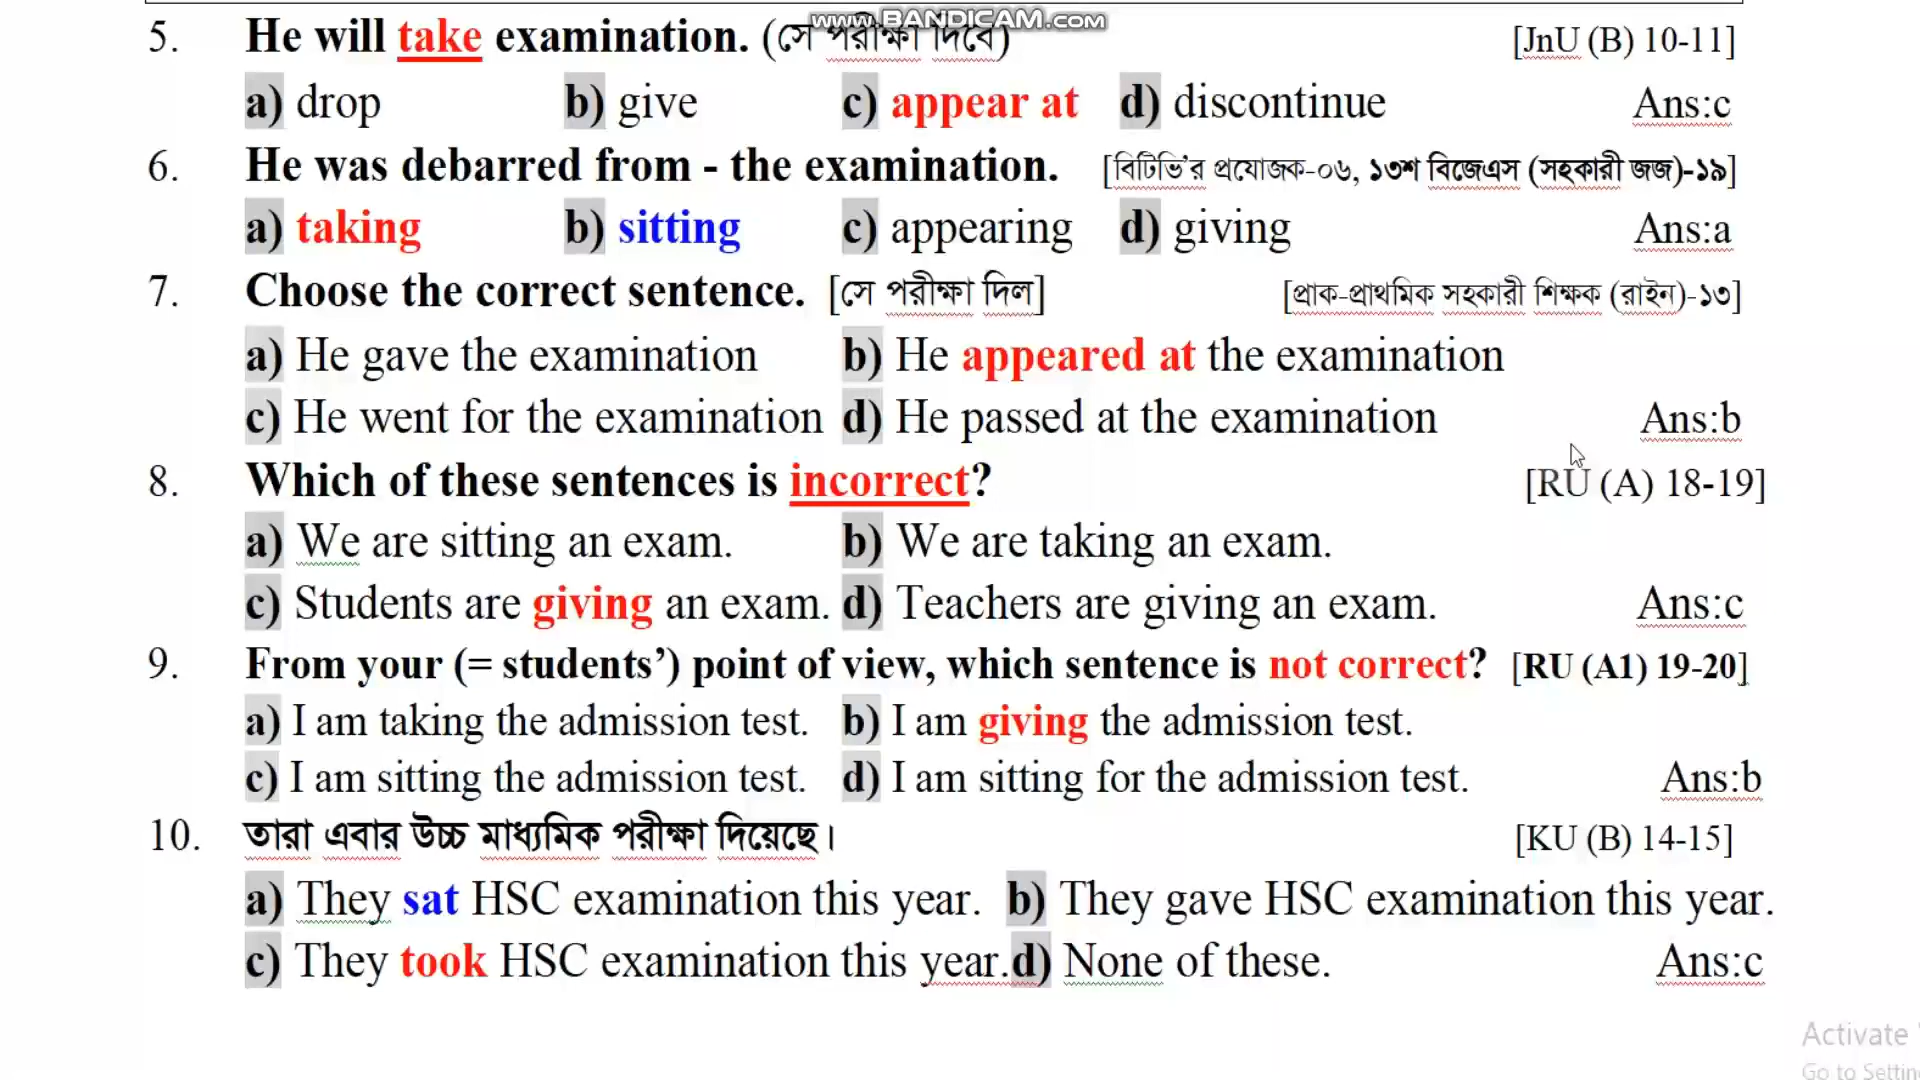 www.BANDICAM.com
5. He will take examination. (সে পরীক্ষা দিবে) [JnU (B) 10-11]
a) drop b) give c) appear at d) discontinue Ans:c
6. He was debarred from - the examination. [বিটিভি’র প্রযোজক-০৬, ১৩শ বিজেএস (সহকারী জজ)-১৯]
a) taking b) sitting c) appearing d) giving Ans:a
7. Choose the correct sentence. [সে পরীক্ষা দিল] [প্রাক-প্রাথমিক সহকারী শিক্ষক (রাইন)-১৩]
a) He gave the examination b) He appeared at the examination
c) He went for the examination d) He passed at the examination Ans:b
8. Which of these sentences is incorrect? [RU (A) 18-19]
a) We are sitting an exam. b) We are taking an exam.
c) Students are giving an exam. d) Teachers are giving an exam. Ans:c
9. From your (= students’) point of view, which sentence is not correct? [RU (A1) 19-20]
a) I am taking the admission test. b) I am giving the admission test.
c) I am sitting the admission test. d) I am sitting for the admission test. Ans:b
10. তারা এবার উচ্চ মাধ্যমিক পরীক্ষা দিয়েছে। [KU (B) 14-15]
a) They sat HSC examination this year. b) They gave HSC examination this year.
c) They took HSC examination this year. d) None of these. Ans:c
Activate
Go to Settin